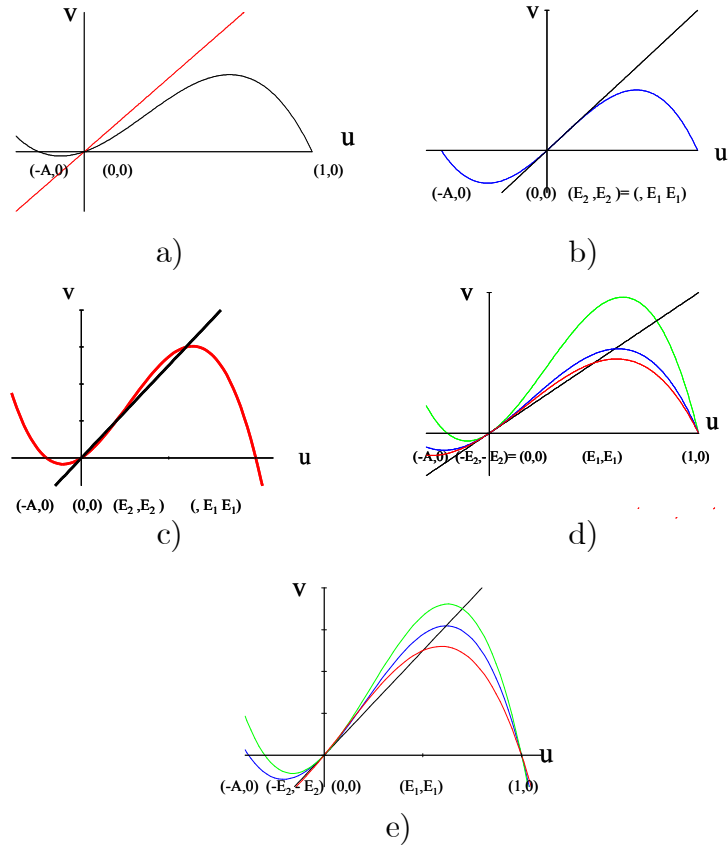 v
u
(-A,0) (0,0) (1,0)
a)
v
u
(-A,0) (0,0) (E₂ ,E₂ )= (, E₁ E₁)
b)
v
u
(-A,0) (0,0) (E₂ ,E₂ ) (, E₁ E₁)
c)
v
u
(-A,0) (-E₂,- E₂)= (0,0) (E₁,E₁) (1,0)
d)
v
u
(-A,0) (-E₂,- E₂) (0,0) (E₁,E₁) (1,0)
e)